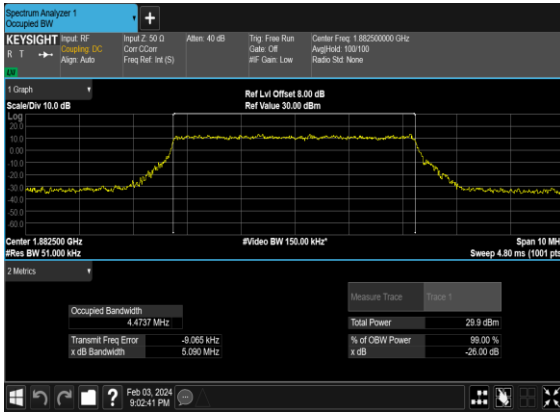 Spectrum Analyzer 1
Occupied BW
+
KEYSIGHT Input: RF Input Z: 50 Ω Atten: 40 dB Trig: Free Run Center Freq: 1.882500000 GHz
R T Coupling: DC Corr CCorr Gate: Off Avg|Hold: 100/100
Align: Auto Freq Ref: Int (S) #IF Gain: Low Radio Std: None
1 Graph
Scale/Div 10.0 dB
Ref Lvl Offset 8.00 dB
Ref Value 30.00 dBm
Log
20.0
10.0
0.00
-10.0
-20.0
-30.0
-40.0
-50.0
-60.0
Center 1.882500 GHz #Video BW 150.00 kHz* Span 10 MH
#Res BW 51.000 kHz Sweep 4.80 ms (1001 pts
2 Metrics
Measure Trace Trace 1
Occupied Bandwidth
4.4737 MHz
Total Power 29.9 dBm
Transmit Freq Error -9.065 kHz % of OBW Power 99.00 %
x dB Bandwidth 5.090 MHz x dB -26.00 dB
? Feb 03, 2024
9:02:41 PM